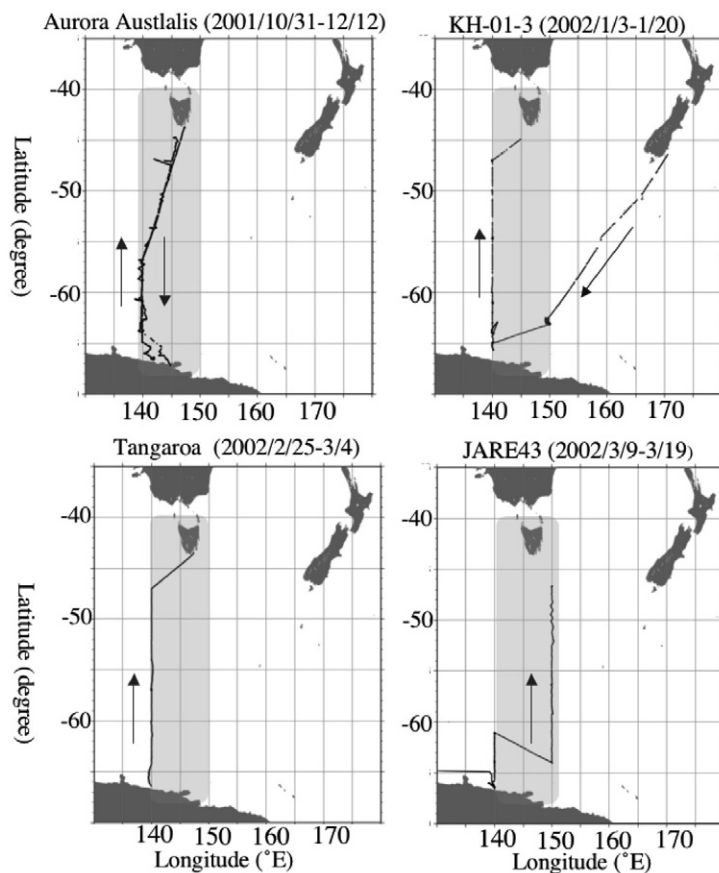 Aurora Austlalis (2001/10/31-12/12)
KH-01-3 (2002/1/3-1/20)
-40
-50
-60
Latitude (degree)
140 150 160 170
-40
-50
-60
140 150 160 170
Tangaroa (2002/2/25-3/4)
JARE43 (2002/3/9-3/19)
-40
-50
-60
Latitude (degree)
140 150 160 170
Longitude (˚E)
-40
-50
-60
140 150 160 170
Longitude (˚E)